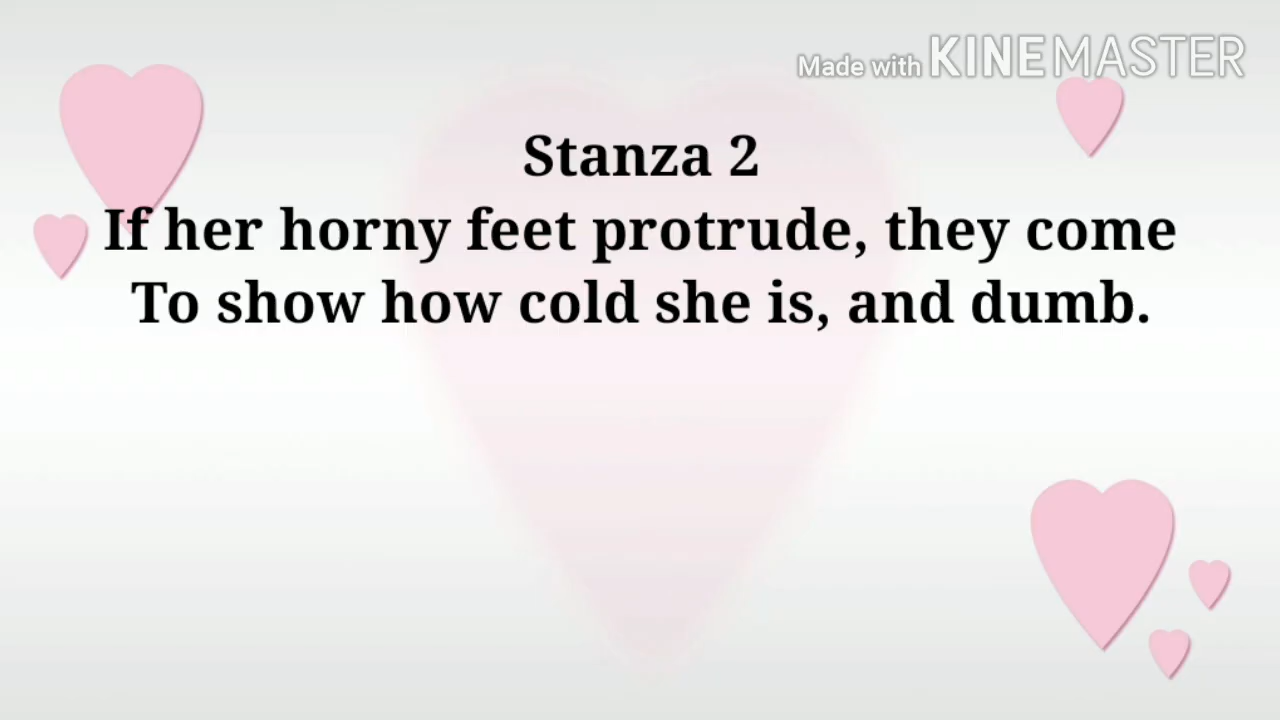 Made with KINEMASTER
Stanza 2
If her horny feet protrude, they come
To show how cold she is, and dumb.